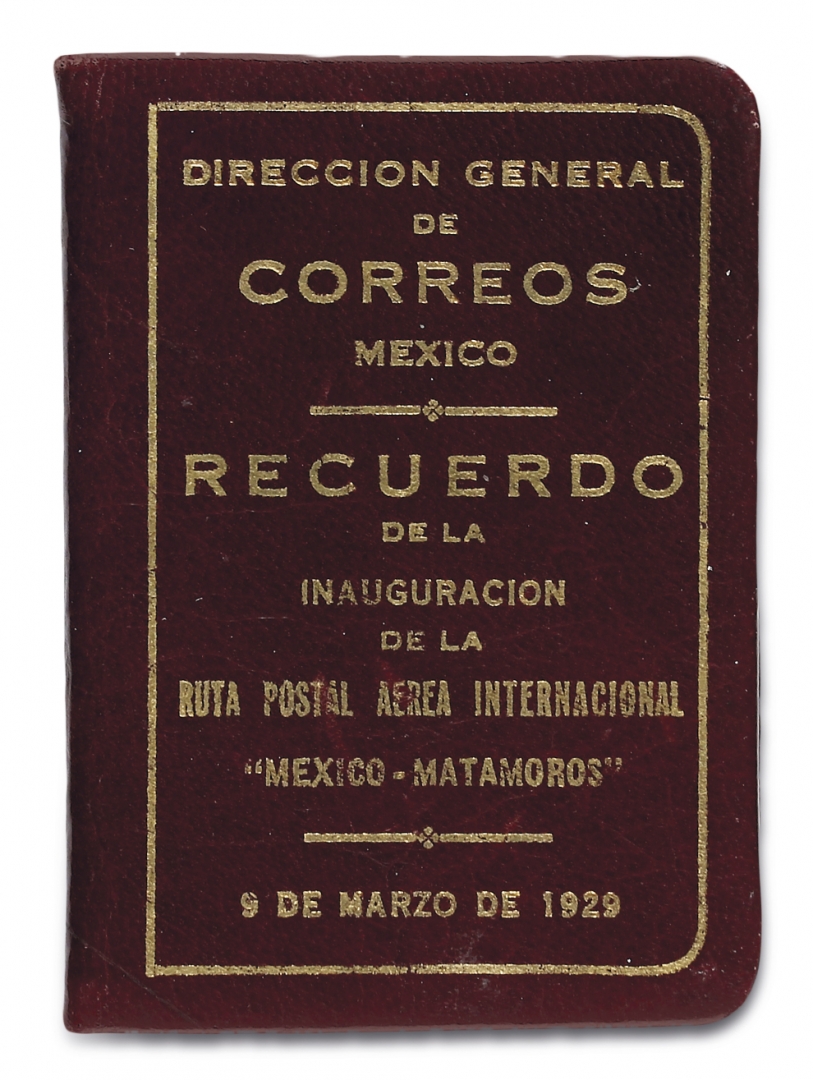 DIRECCION GENERAL
DE
CORREOS
MEXICO
RECUERDO
DE LA
INAUGURACION
DE LA
RUTA POSTAL AEREA INTERNACIONAL
"MEXICO-MATAMOROS"
9 DE MARZO DE 1929